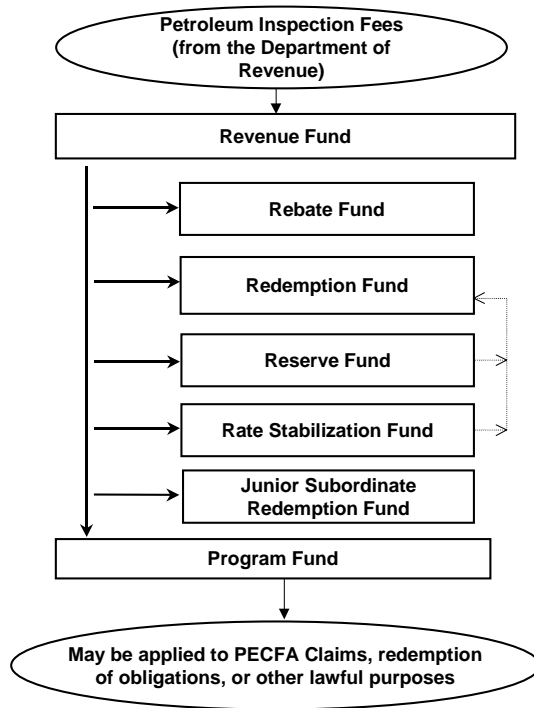 Petroleum Inspection Fees
(from the Department of
Revenue)
Revenue Fund
Rebate Fund
Redemption Fund
Reserve Fund
Rate Stabilization Fund
Junior Subordinate
Redemption Fund
Program Fund
May be applied to PECFA Claims, redemption
of obligations, or other lawful purposes